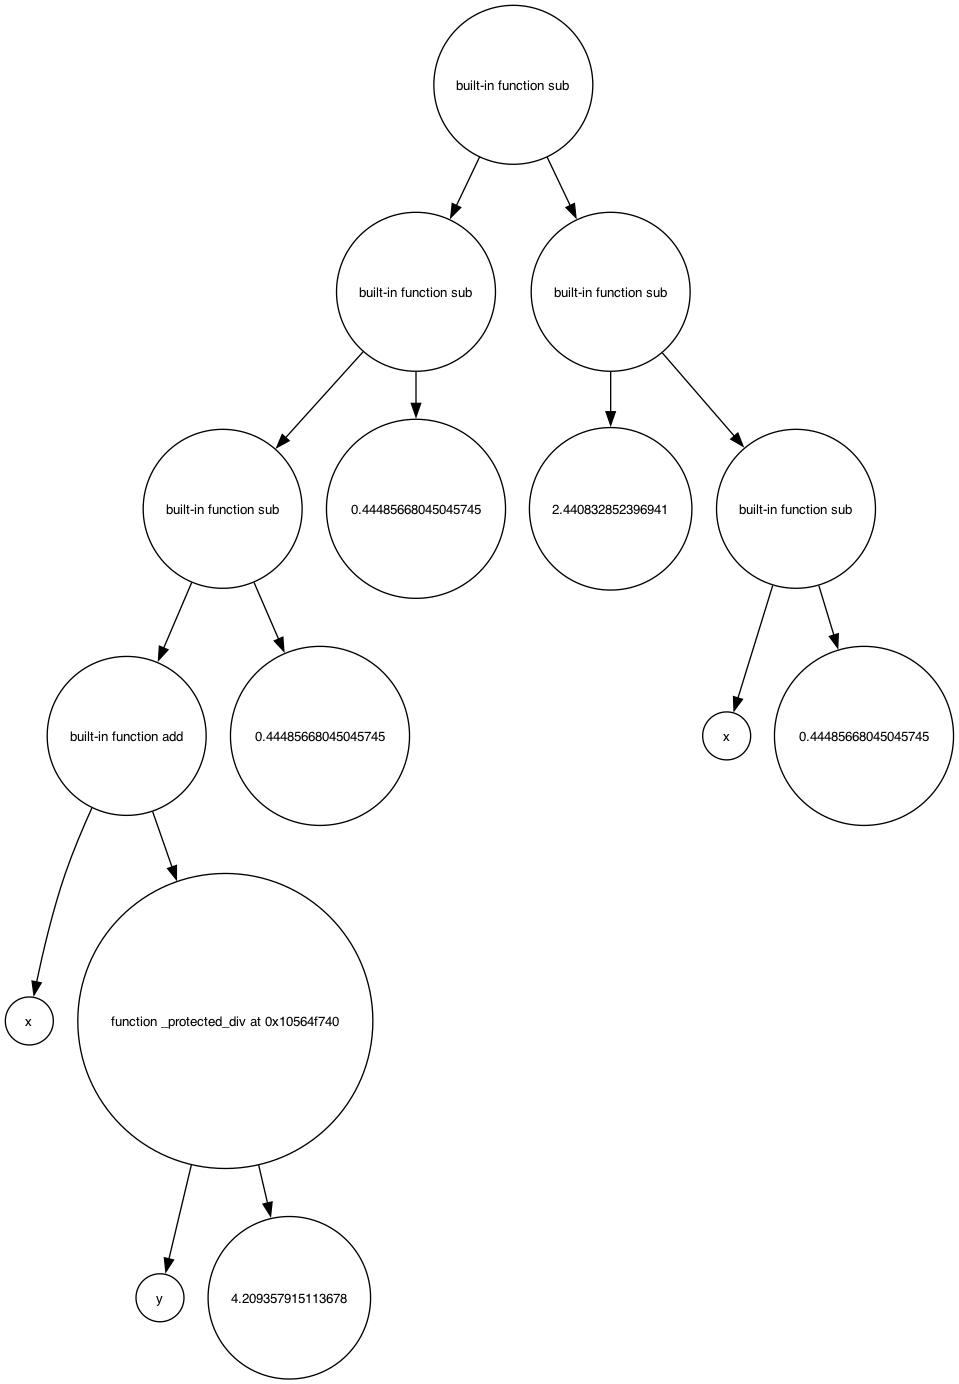 built-in function sub
built-in function sub
built-in function sub
built-in function sub
0.44485668045045745
2.440832852396941
built-in function sub
built-in function add
0.44485668045045745
x
0.44485668045045745
x
function _protected_div at 0x10564f740
y
4.209357915113678